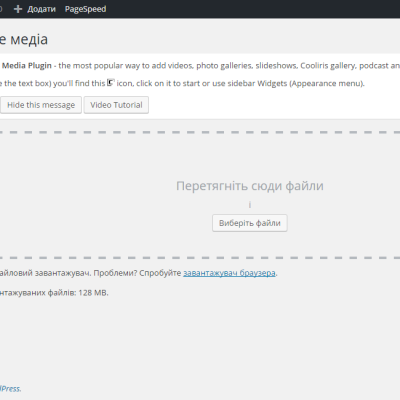 Додати PageSpeed
е медіа
Media Plugin - the most popular way to add videos, photo galleries, slideshows, Cooliris gallery, podcast an
the text box) you'll find this icon, click on it to start or use sidebar Widgets (Appearance menu).
Hide this message Video Tutorial
Перетягніть сюди файли
і
Виберіть файли
айловий завантажувач. Проблеми? Спробуйте завантажувач браузера.
нтажуваних файлів: 128 MB.
dPress.